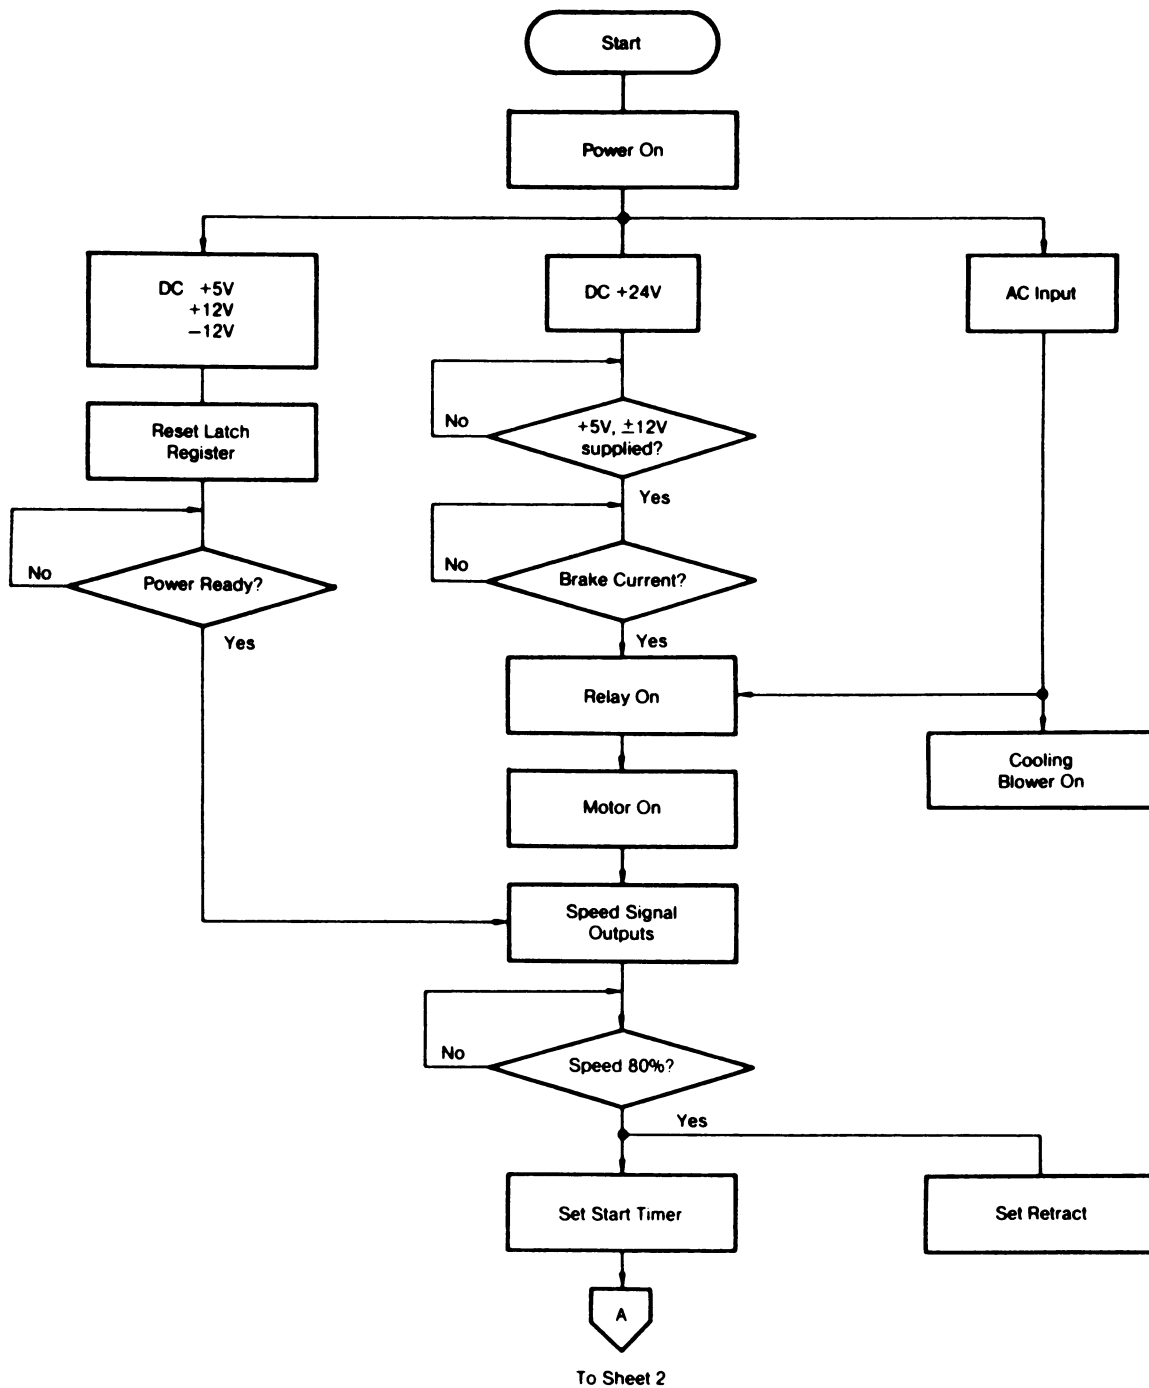 Start
Power On
DC +5V
+12V
−12V
DC +24V
AC Input
Reset Latch
Register
No
+5V, ±12V
supplied?
Yes
No
Power Ready?
Yes
No
Brake Current?
Yes
Relay On
Cooling
Blower On
Motor On
Speed Signal
Outputs
No
Speed 80%?
Yes
Set Start Timer
Set Retract
A
To Sheet 2